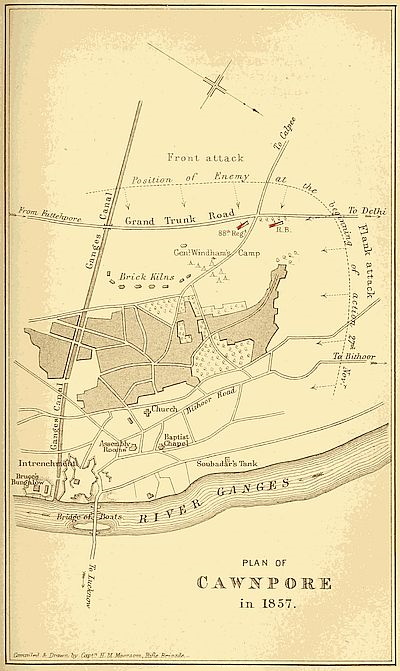 To Calpee
Front attack
Position of Enemy at the beginning of action 2nd Nov.
Flank attack
From Futtehpore
Grand Trunk Road
To Delhi
Ganges Canal
88th Regt
R.B.
Genl Windham's Camp
Brick Kilns
To Bithoor
Ganges Canal
Church
Bithoor Road
Assembly Rooms
Baptist Chapel
Intrenchment
Soubadar's Tank
Bruce's Bungalow
Bridge of Boats
RIVER GANGES
To Lucknow
PLAN OF
CAWNPORE
in 1857.
Compiled & Drawn by Captn H. M. Moorsom, Rifle Brigade.